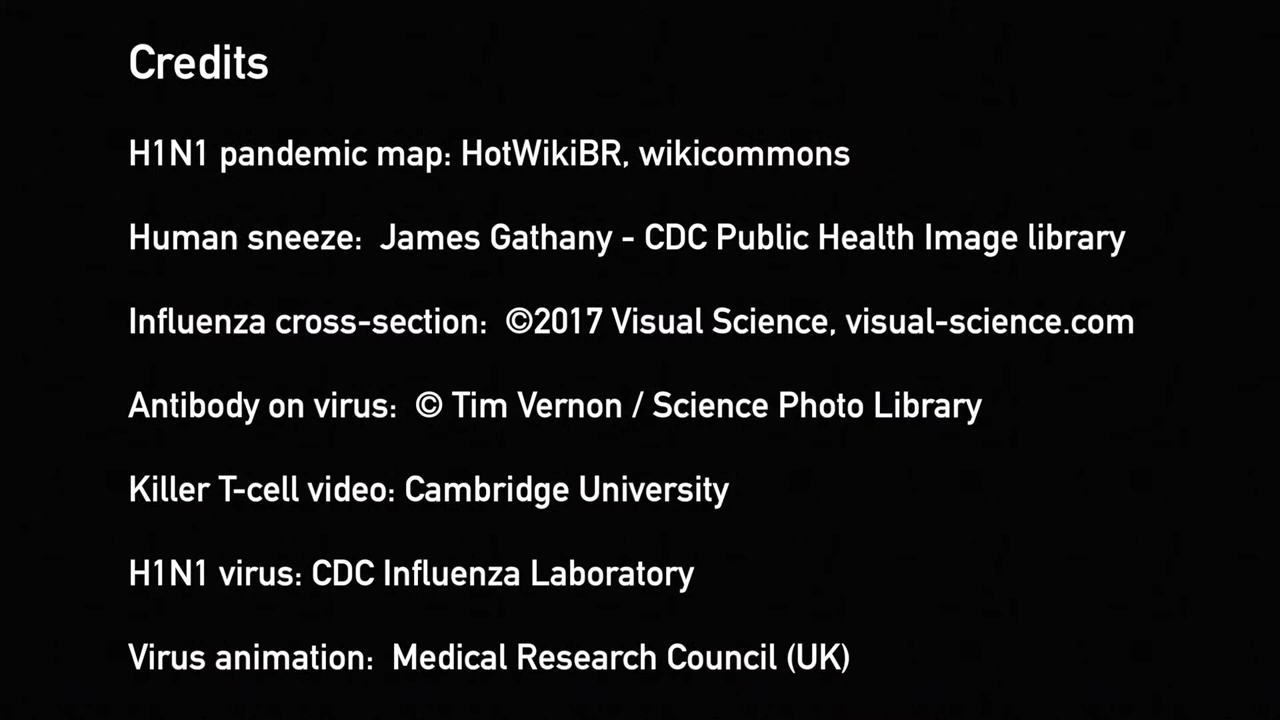 Credits
H1N1 pandemic map: HotWikiBR, wikicommons
Human sneeze: James Gathany - CDC Public Health Image library
Influenza cross-section: ©2017 Visual Science, visual-science.com
Antibody on virus: © Tim Vernon / Science Photo Library
Killer T-cell video: Cambridge University
H1N1 virus: CDC Influenza Laboratory
Virus animation: Medical Research Council (UK)